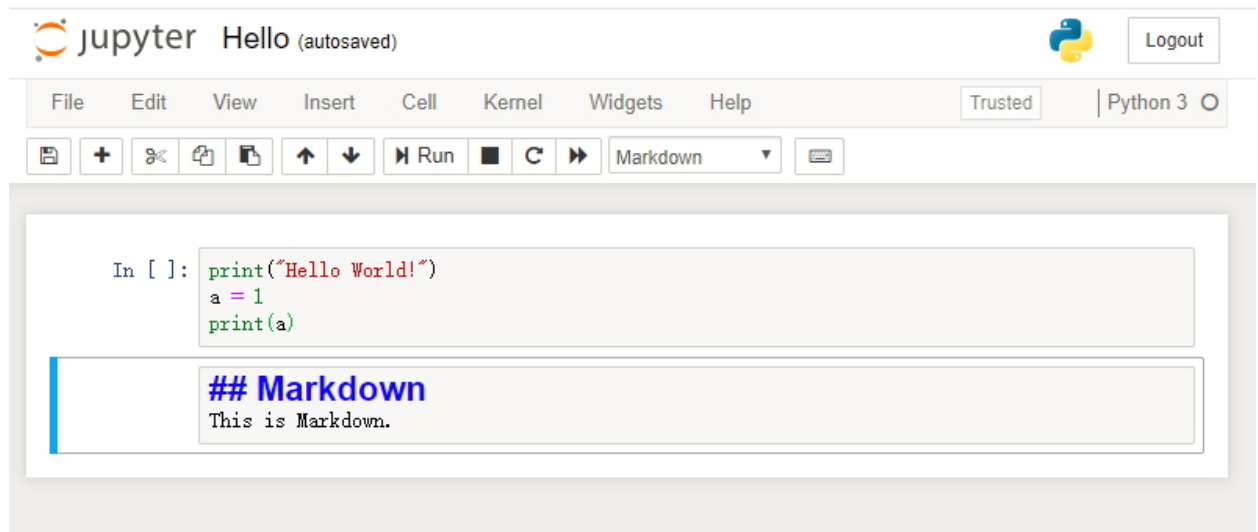 jupyter Hello (autosaved) Logout
File Edit View Insert Cell Kernel Widgets Help Trusted Python 3
Run Markdown
In [ ]: print("Hello World!")
a = 1
print(a)
## Markdown
This is Markdown.